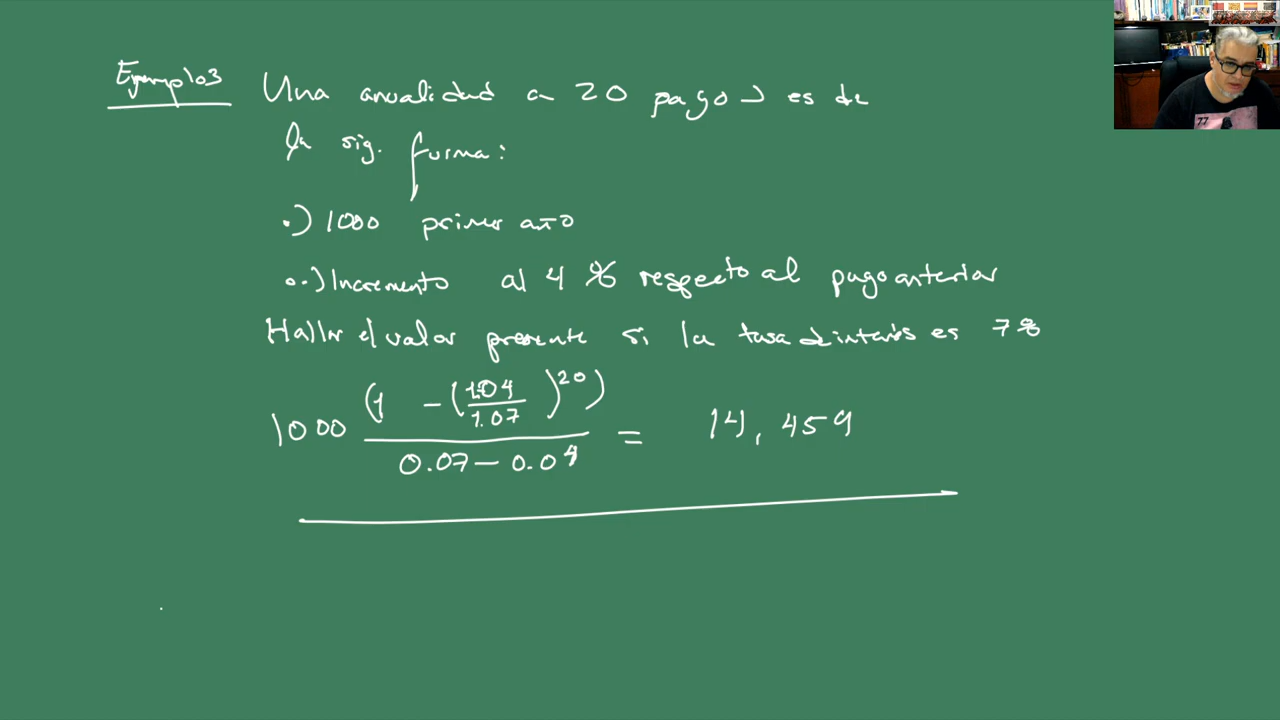 Ejemplo3 Una anualidad a 20 pagos es de
la sig. forma:
•) 1000 primer año
••) Incremento al 4 % respecto al pago anterior
Hallar el valor presente si la tasa de interés es 7%
1000 (1 - (1.04/1.07)^20) / 0.07 - 0.04 = 14,459
77